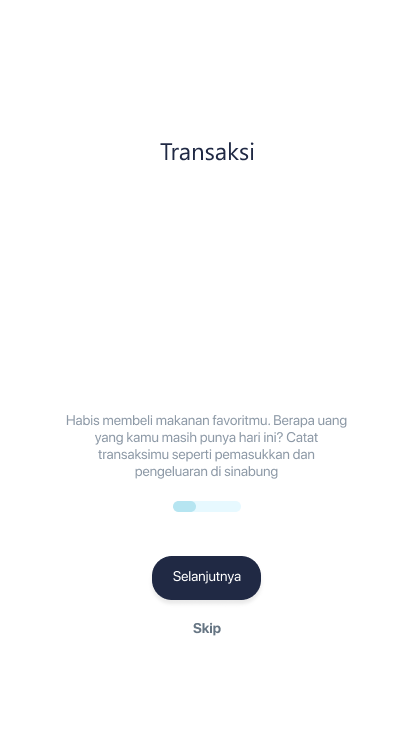 Transaksi
Habis membeli makanan favoritmu. Berapa uang
yang kamu masih punya hari ini? Catat
transaksimu seperti pemasukkan dan
pengeluaran di sinabung
Selanjutnya
Skip